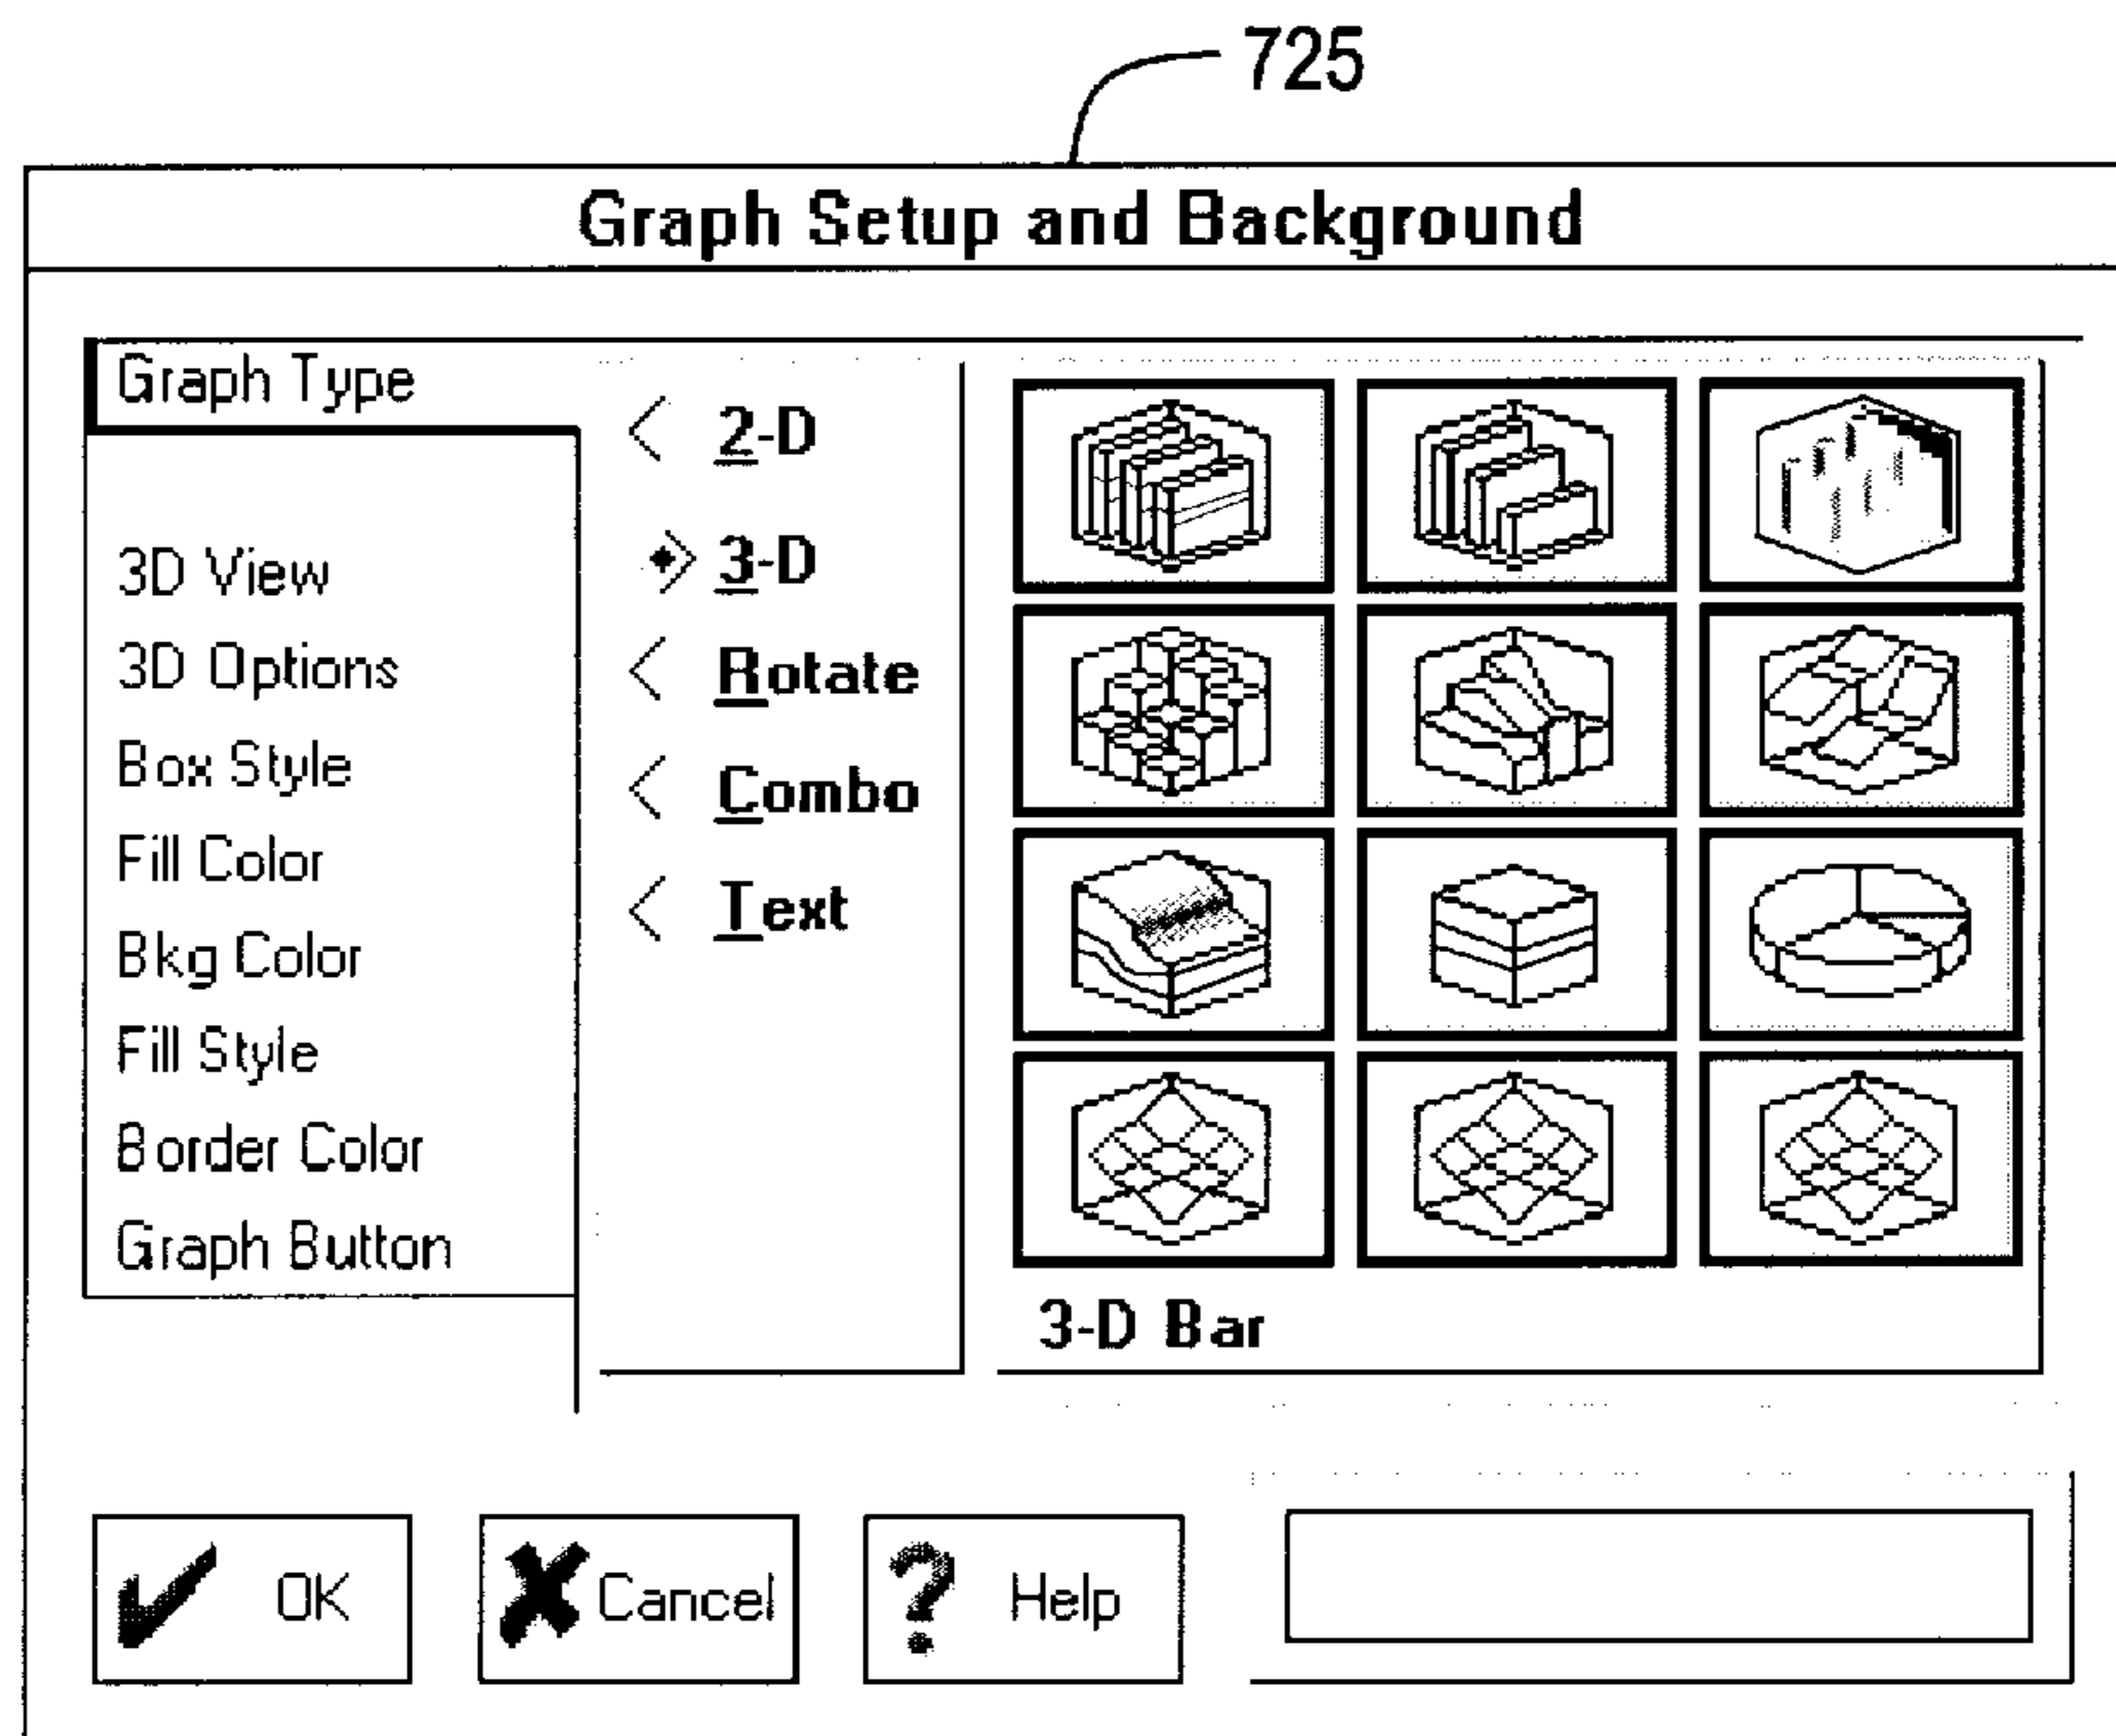 725
Graph Setup and Background
Graph Type
3D View
3D Options
Box Style
Fill Color
Bkg Color
Fill Style
Border Color
Graph Button
2-D
3-D
Rotate
Combo
Text
3-D Bar
OK
Cancel
Help